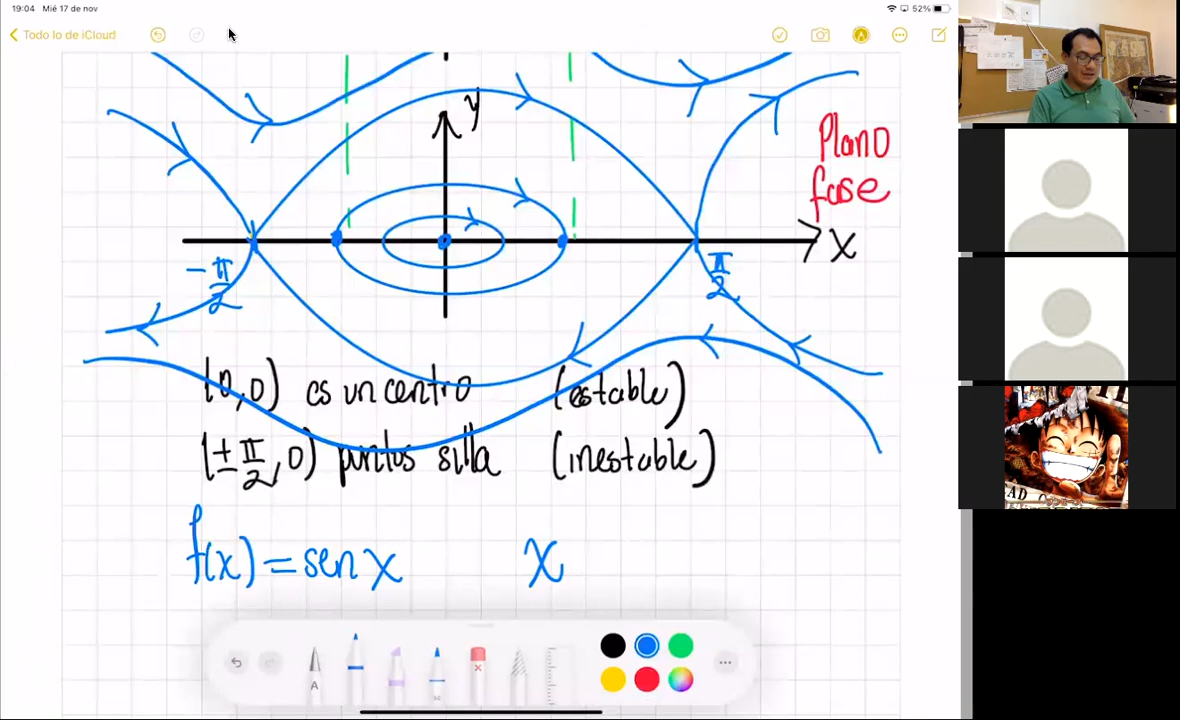 19:04 Mié 17 de nov
52%
Todo lo de iCloud
y
Plano
fase
x
-π/2
π/2
(0,0) es un centro (estable)
(±π/2, 0) puntos silla (inestable)
f(x) = sen x x
A
AD